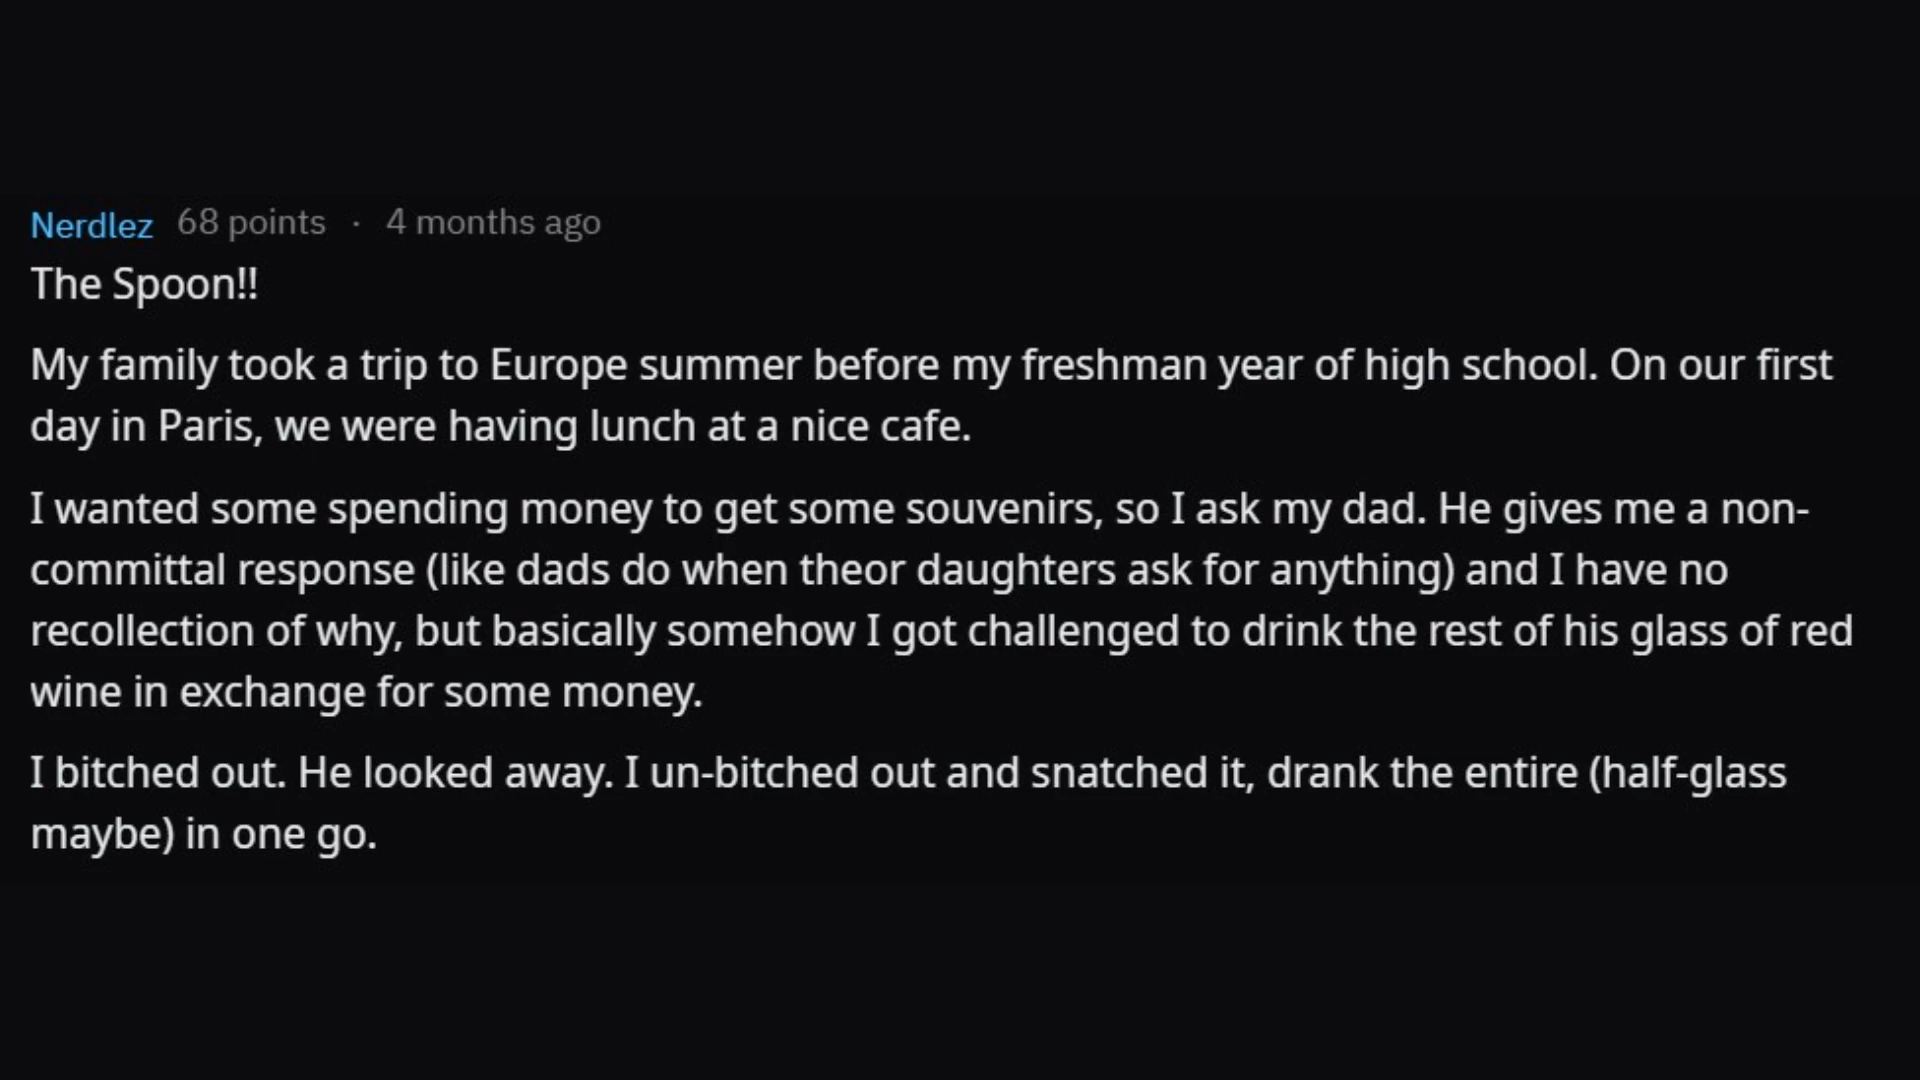 Nerdlez 68 points · 4 months ago
The Spoon!!
My family took a trip to Europe summer before my freshman year of high school. On our first
day in Paris, we were having lunch at a nice cafe.
I wanted some spending money to get some souvenirs, so I ask my dad. He gives me a non-
committal response (like dads do when theor daughters ask for anything) and I have no
recollection of why, but basically somehow I got challenged to drink the rest of his glass of red
wine in exchange for some money.
I bitched out. He looked away. I un-bitched out and snatched it, drank the entire (half-glass
maybe) in one go.